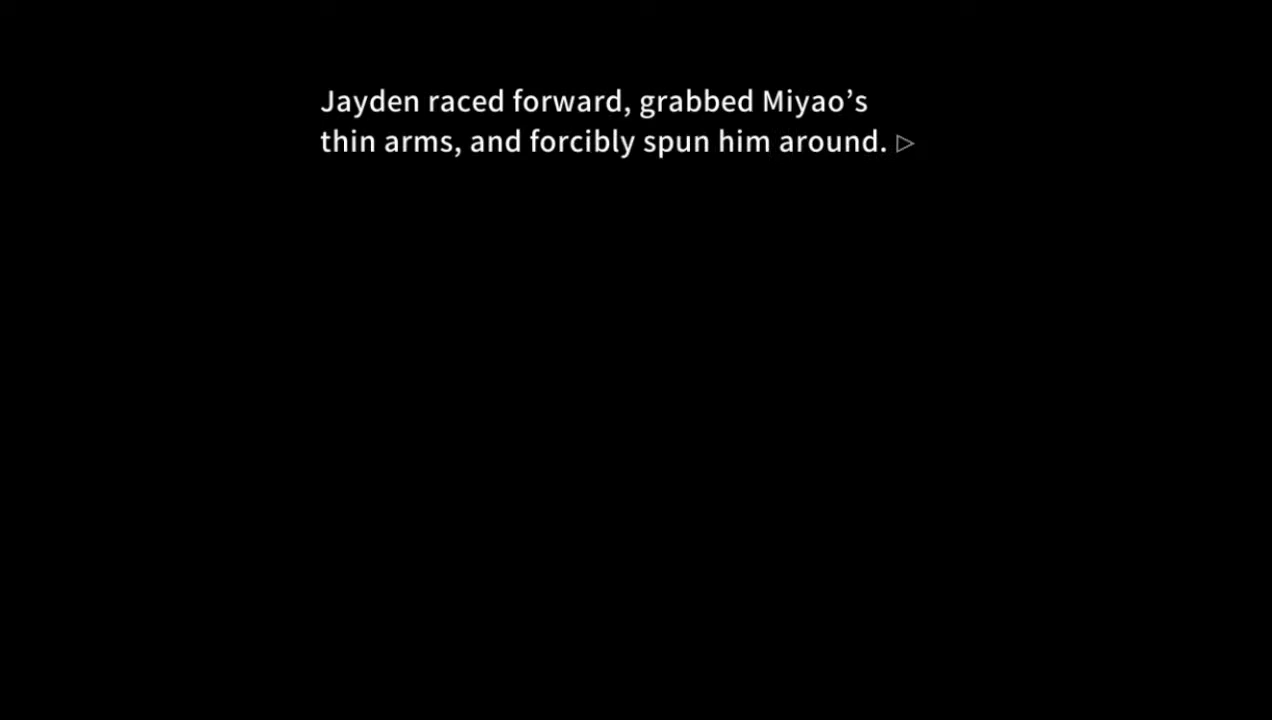 Jayden raced forward, grabbed Miyao’s
thin arms, and forcibly spun him around. ▷